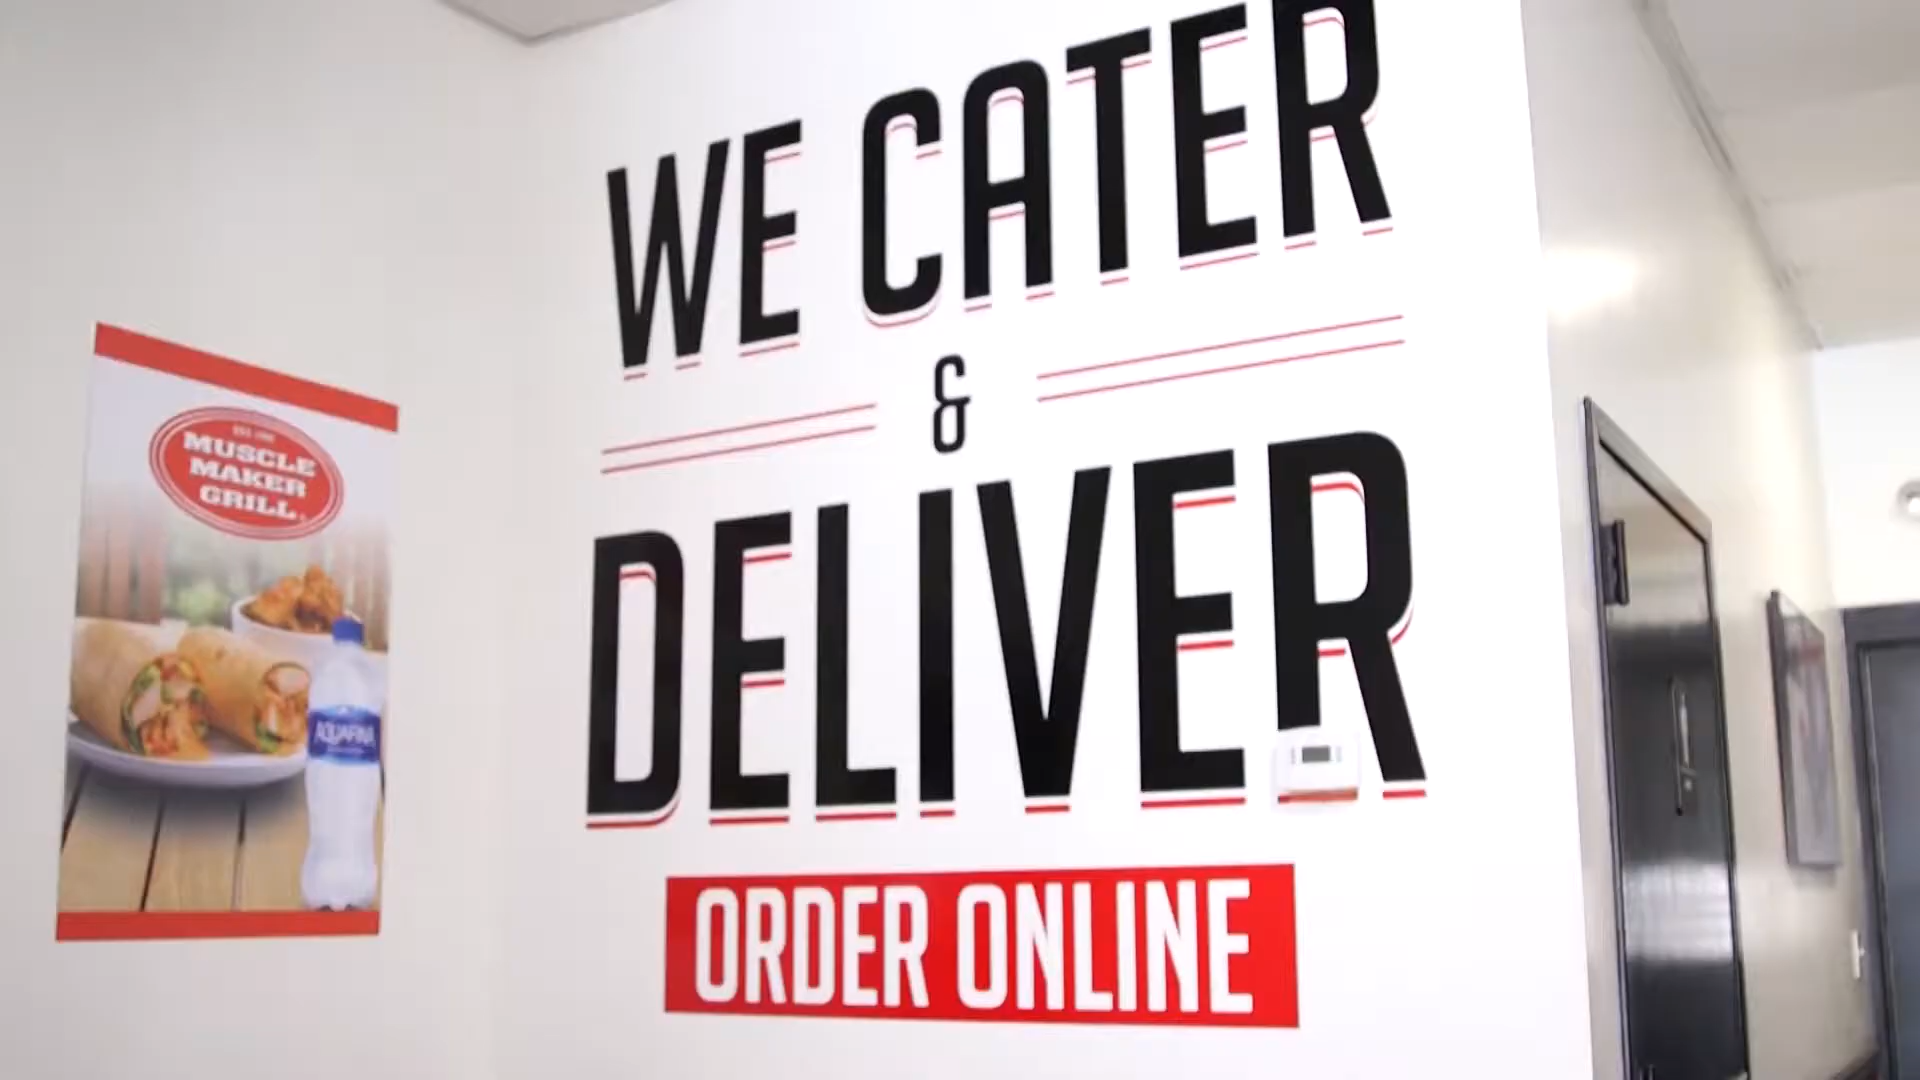 WE CATER
&
DELIVER
ORDER ONLINE
MUSCLE
MAKER
GRILL
AQUAFINA